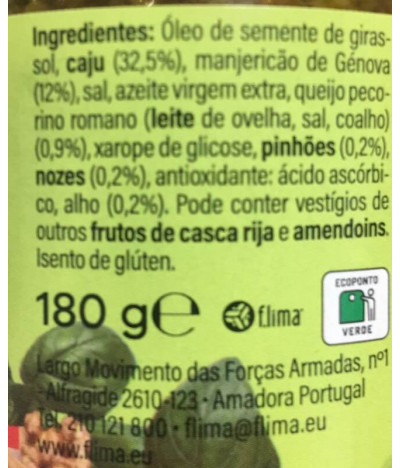 Ingredientes: Óleo de semente de giras-
sol, caju (32,5%), manjericão de Génova
(12%), sal, azeite virgem extra, queijo peco-
rino romano (leite de ovelha, sal, coalho)
(0,9%), xarope de glicose, pinhões (0,2%),
nozes (0,2%), antioxidante: ácido ascórbi-
co, alho (0,2%). Pode conter vestígios de
outros frutos de casca rija e amendoins.
Isento de glúten.
180 g℮
flima
ECOPONTO
VERDE
Largo Movimento das Forças Armadas, nº1
Alfragide 2610-123 · Amadora Portugal
Tel. 210 121 800 · flima@flima.eu
www.flima.eu